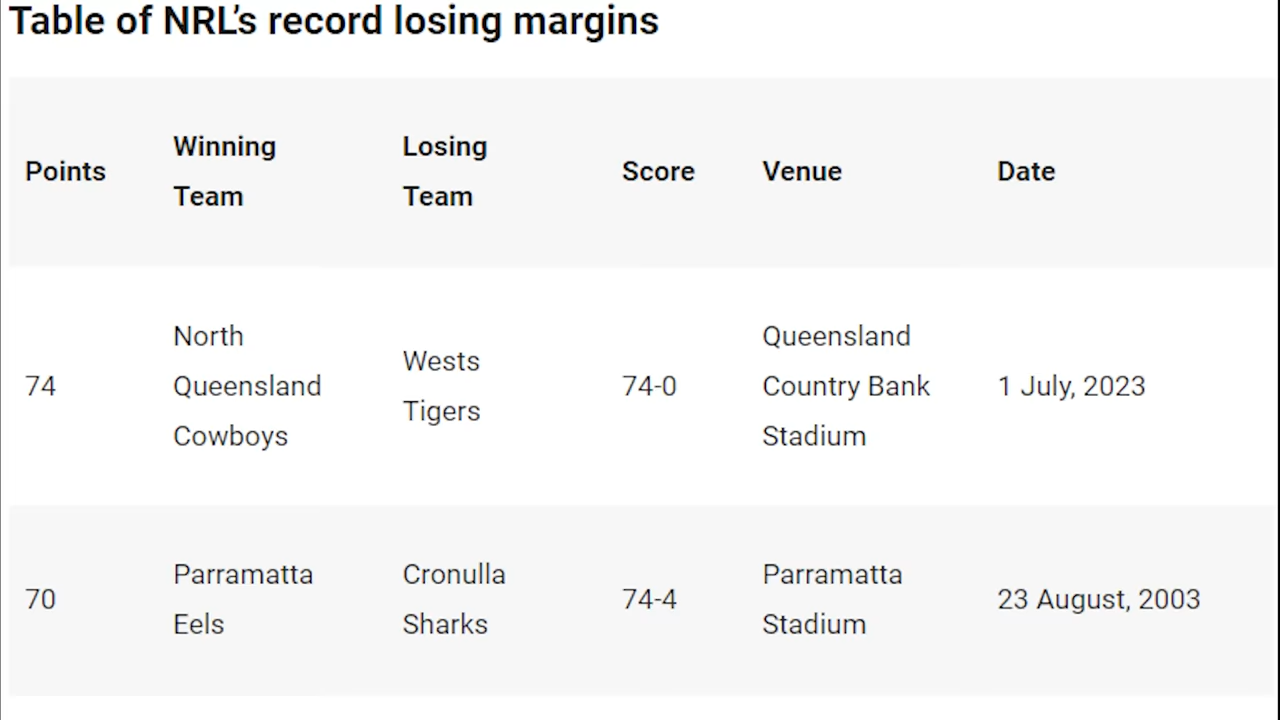 Table of NRL's record losing margins
Points
Winning
Team
Losing
Team
Score
Venue
Date
74
North
Queensland
Cowboys
Wests
Tigers
74-0
Queensland
Country Bank
Stadium
1 July, 2023
70
Parramatta
Eels
Cronulla
Sharks
74-4
Parramatta
Stadium
23 August, 2003